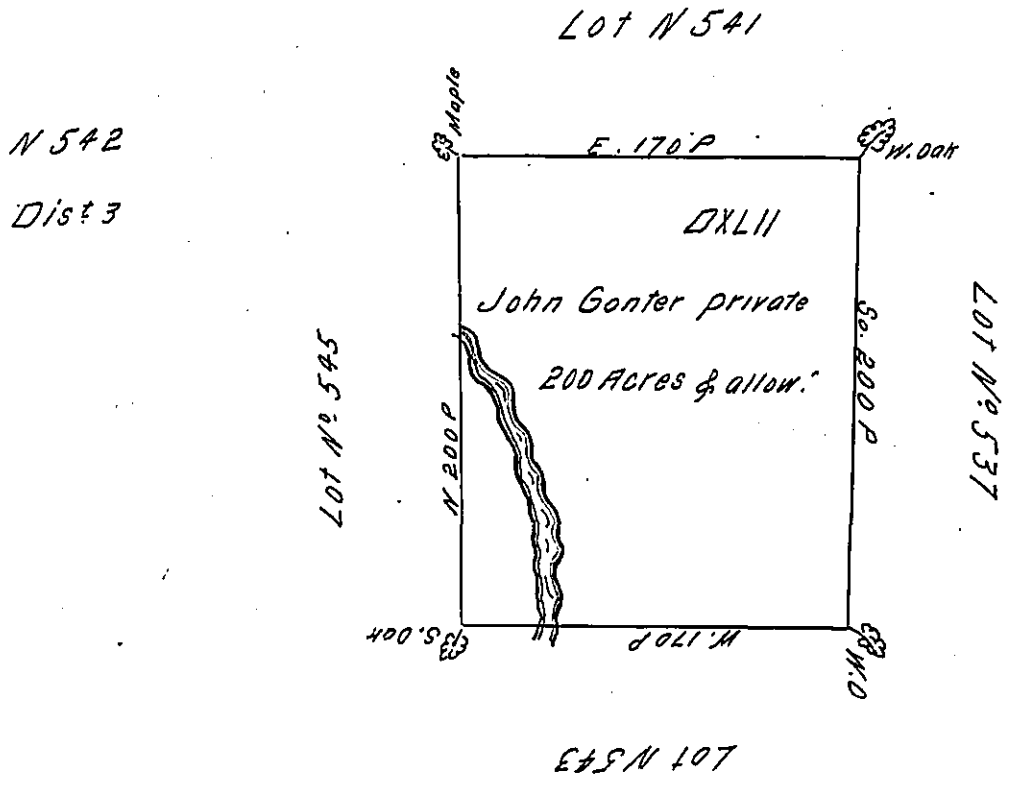 Lot N 541
N 542
Dist 3
Maple
E. 170 P
W. Oak
DXLII
John Gonter private
200 Acres & allow.
Lot No. 545
N 200 P
So. 200 P
Lot No. 537
S. Oak
W. 170 P
W.O
Lot N 543